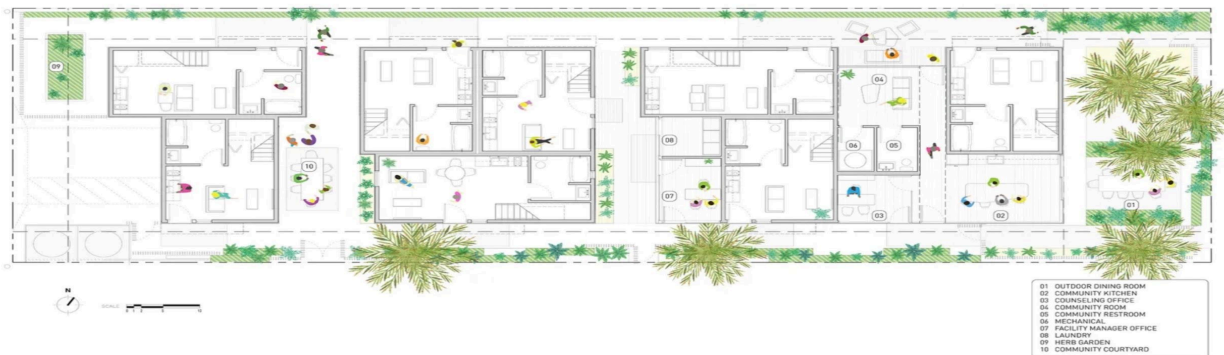 09
04
08
06
05
10
07
03
02
01
N
SCALE
01 OUTDOOR DINING ROOM
02 COMMUNITY KITCHEN
03 COUNSELING OFFICE
04 COMMUNITY ROOM
05 COMMUNITY RESTROOM
06 MECHANICAL
07 FACILITY MANAGER OFFICE
08 LAUNDRY
09 HERB GARDEN
10 COMMUNITY COURTYARD